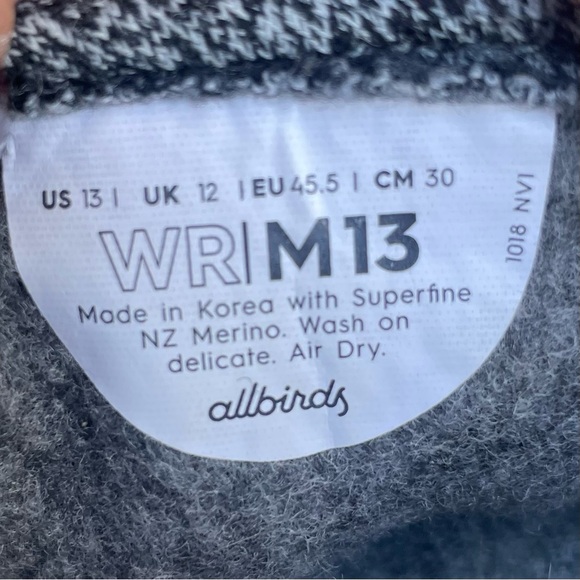 US 13 | UK 12 | EU 45.5 | CM 30
WR|M13
Made in Korea with Superfine
NZ Merino. Wash on
delicate. Air Dry.
allbirds
1018 NV1